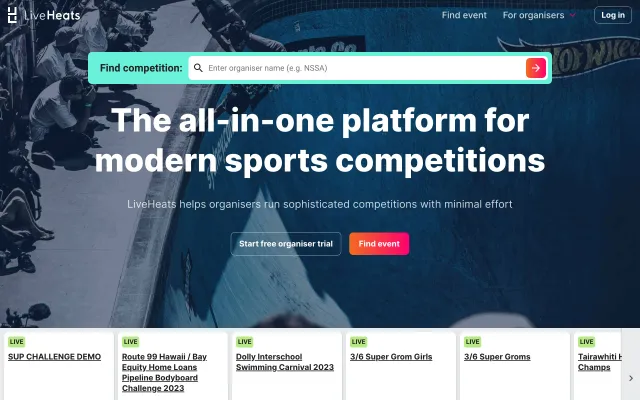 LiveHeats
Find event
For organisers
Log in
Find competition:
Enter organiser name (e.g. NSSA)
HOT WHEELS
The all-in-one platform for
modern sports competitions
LiveHeats helps organisers run sophisticated competitions with minimal effort
Start free organiser trial
Find event
LIVE
SUP CHALLENGE DEMO
LIVE
Route 99 Hawaii / Bay
Equity Home Loans
Pipeline Bodyboard
Challenge 2023
LIVE
Dolly Interschool
Swimming Carnival 2023
LIVE
3/6 Super Grom Girls
LIVE
3/6 Super Groms
LIVE
Tairawhiti
Champs